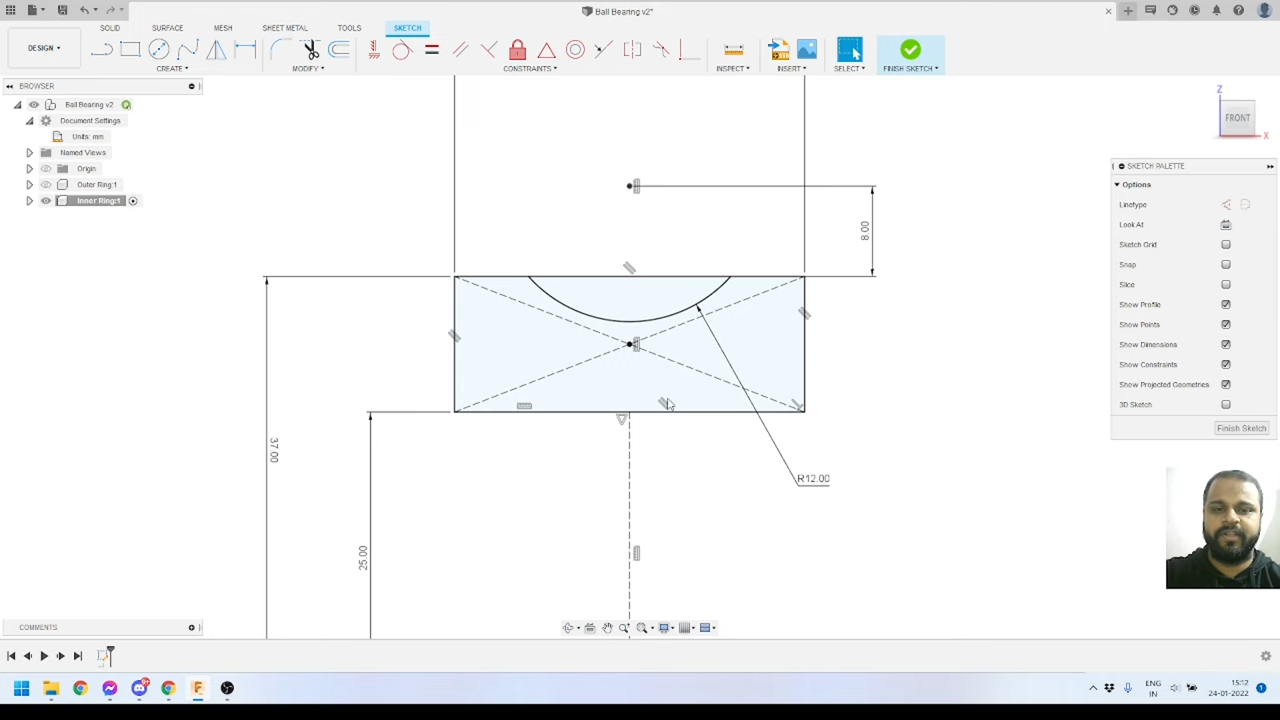 Ball Bearing v2*
DESIGN
SOLID SURFACE MESH SHEET METAL SKETCH TOOLS
CREATE MODIFY CONSTRAINTS INSPECT INSERT SELECT FINISH SKETCH
BROWSER
Ball Bearing v2
Document Settings
Units: mm
Named Views
Origin
Outer Ring:1
Inner Ring:1
Z
FRONT
X
SKETCH PALETTE
Options
Linetype
Look At
Sketch Grid
Snap
Slice
Show Profile
Show Points
Show Dimensions
Show Constraints
Show Projected Geometries
3D Sketch
Finish Sketch
8.00
37.00
25.00
R12.00
COMMENTS
9+
ENG
IN
15:12
24-01-2022
1